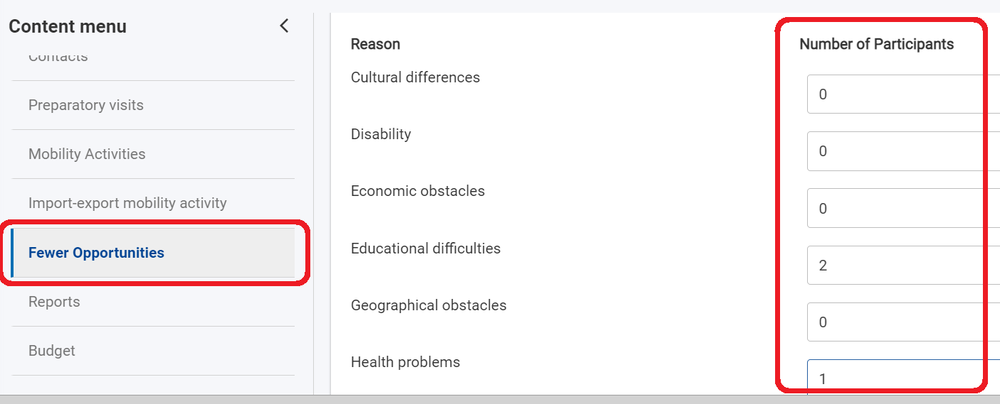 Content menu
Contacts
Preparatory visits
Mobility Activities
Import-export mobility activity
Fewer Opportunities
Reports
Budget
Reason
Number of Participants
Cultural differences
0
Disability
0
Economic obstacles
0
Educational difficulties
2
Geographical obstacles
0
Health problems
1